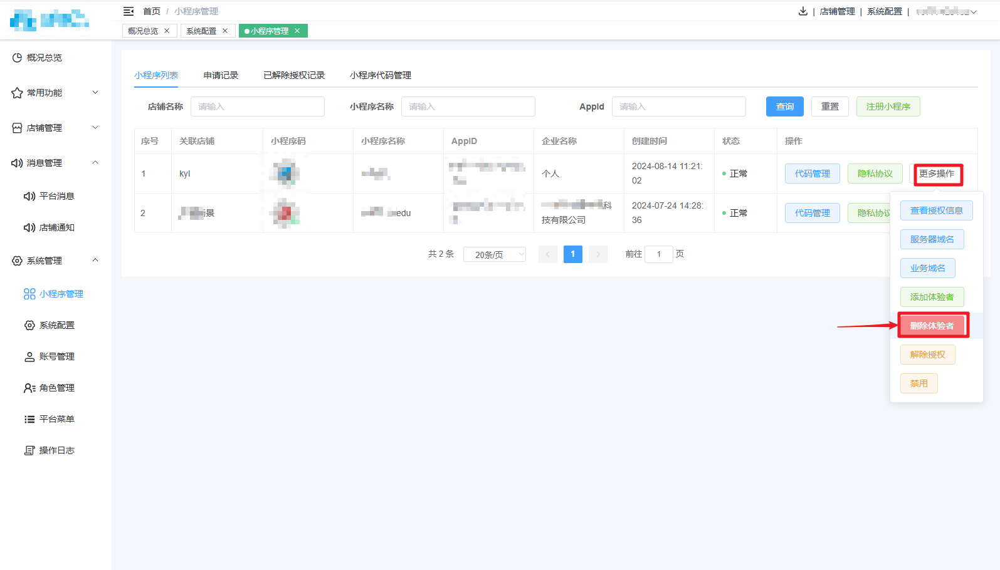 首页 / 小程序管理
| 店铺管理 | 系统配置 |
概况总览 ×
系统配置 ×
小程序管理 ×
概况总览
常用功能
店铺管理
消息管理
平台消息
店铺通知
系统管理
小程序管理
系统配置
账号管理
角色管理
平台菜单
操作日志
小程序列表 申请记录 已解除授权记录 小程序代码管理
店铺名称 请输入 小程序名称 请输入 AppId 请输入 查询 重置 注册小程序
序号 关联店铺 小程序码 小程序名称 AppID 企业名称 创建时间 状态 操作
1 kyl 个人 2024-08-14 11:21:
02
正常 代码管理 隐私协议 更多操作
2 景 edu 科
技有限公司
2024-07-24 14:28:
36
正常 代码管理 隐私协议
共 2 条 20条/页 < 1 > 前往 1 页
查看授权信息
服务器域名
业务域名
添加体验者
删除体验者
解除授权
禁用